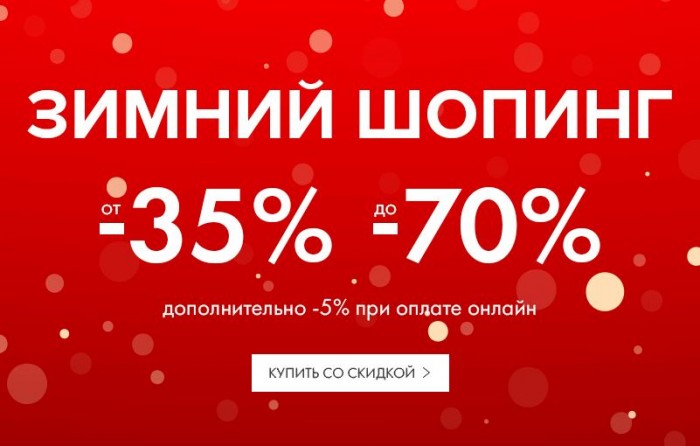 ЗИМНИЙ ШОПИНГ
от -35% до -70%
дополнительно -5% при оплате онлайн
КУПИТЬ СО СКИДКОЙ >